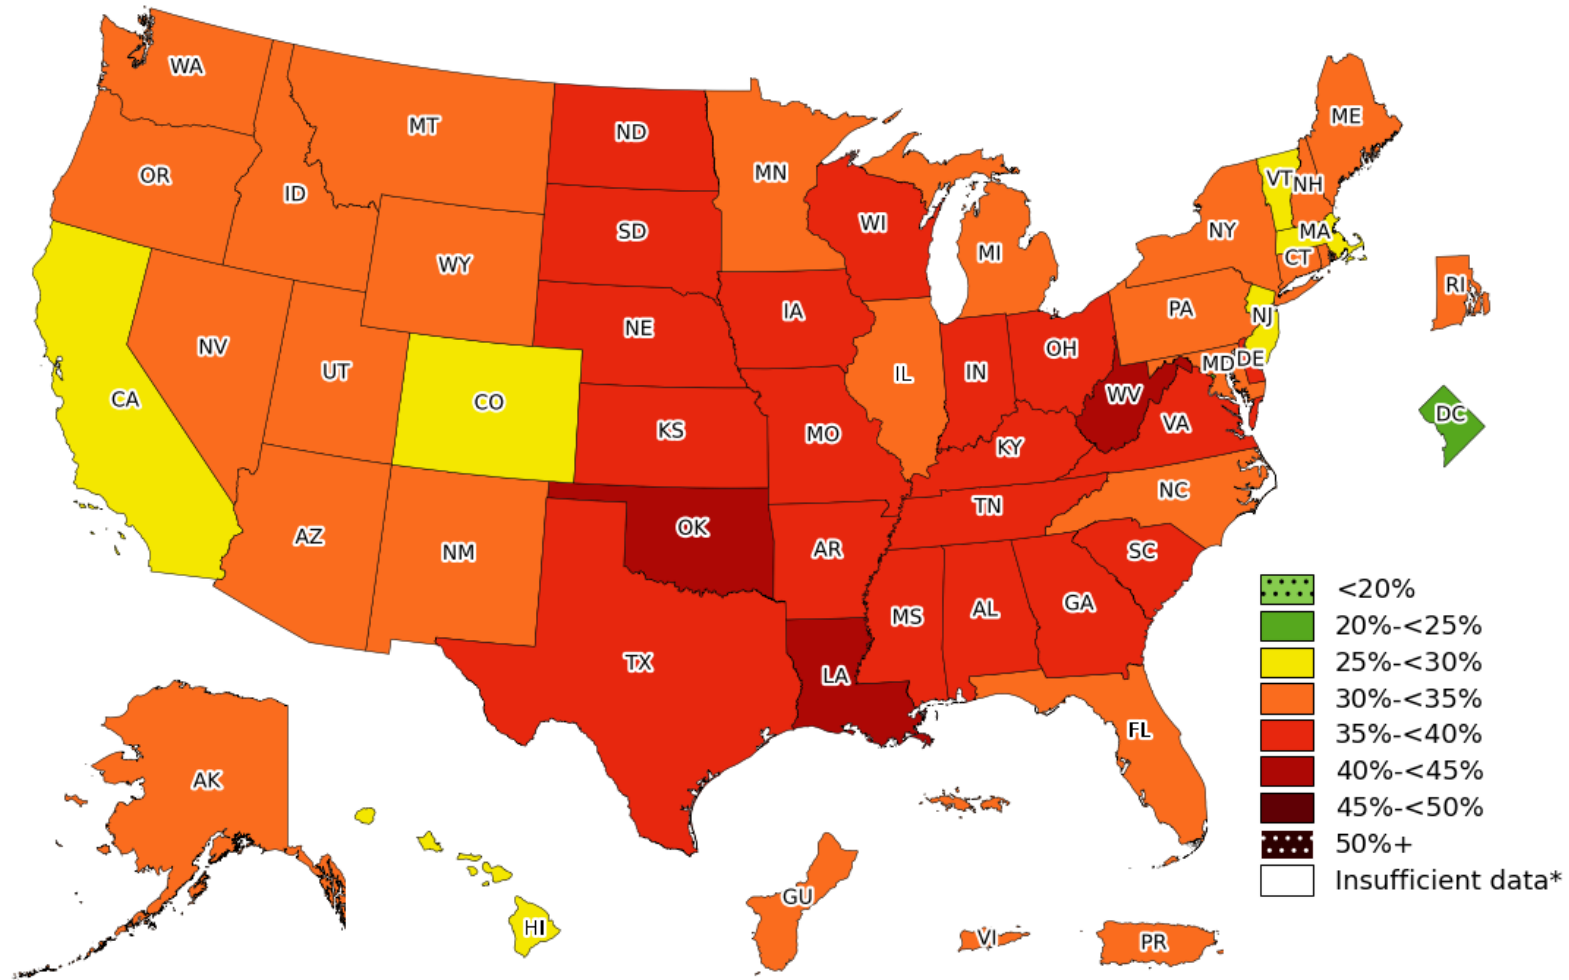 WA
MT
ND
MN
ME
OR
ID
SD
WI
VT
NH
WY
MI
NY
MA
CT
NE
IA
PA
NJ
RI
NV
UT
CO
IL
IN
OH
MD
DE
CA
KS
MO
KY
WV
VA
DC
AZ
NM
OK
AR
TN
NC
SC
MS
AL
GA
TX
LA
FL
AK
HI
GU
VI
PR
<20%
20%-<25%
25%-<30%
30%-<35%
35%-<40%
40%-<45%
45%-<50%
50%+
Insufficient data*